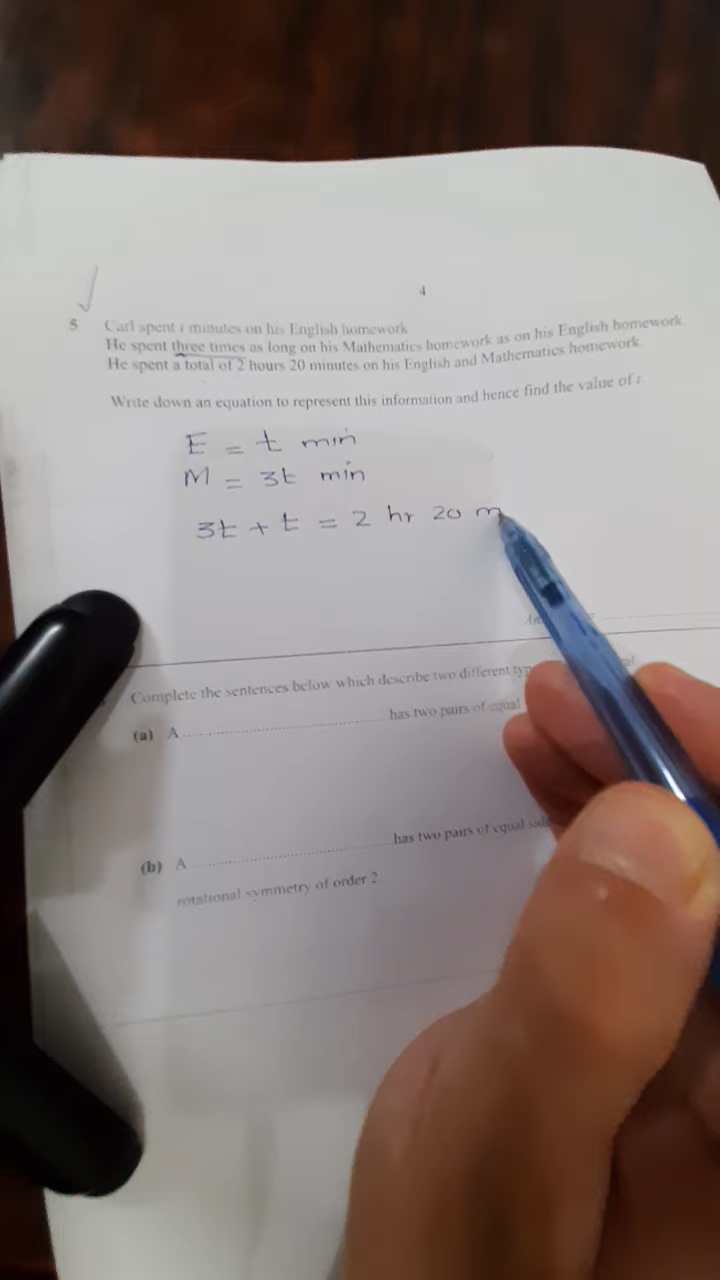 4
5 Carl spent t minutes on his English homework
He spent three times as long on his Mathematics homework as on his English homework
He spent a total of 2 hours 20 minutes on his English and Mathematics homework
Write down an equation to represent this information and hence find the value of t
E = t min
M = 3t min
3t + t = 2 hr 20 m
Complete the sentences below which describe two different
(a) A has two pairs of equal
(b) A has two pairs of equal
rotational symmetry of order 2